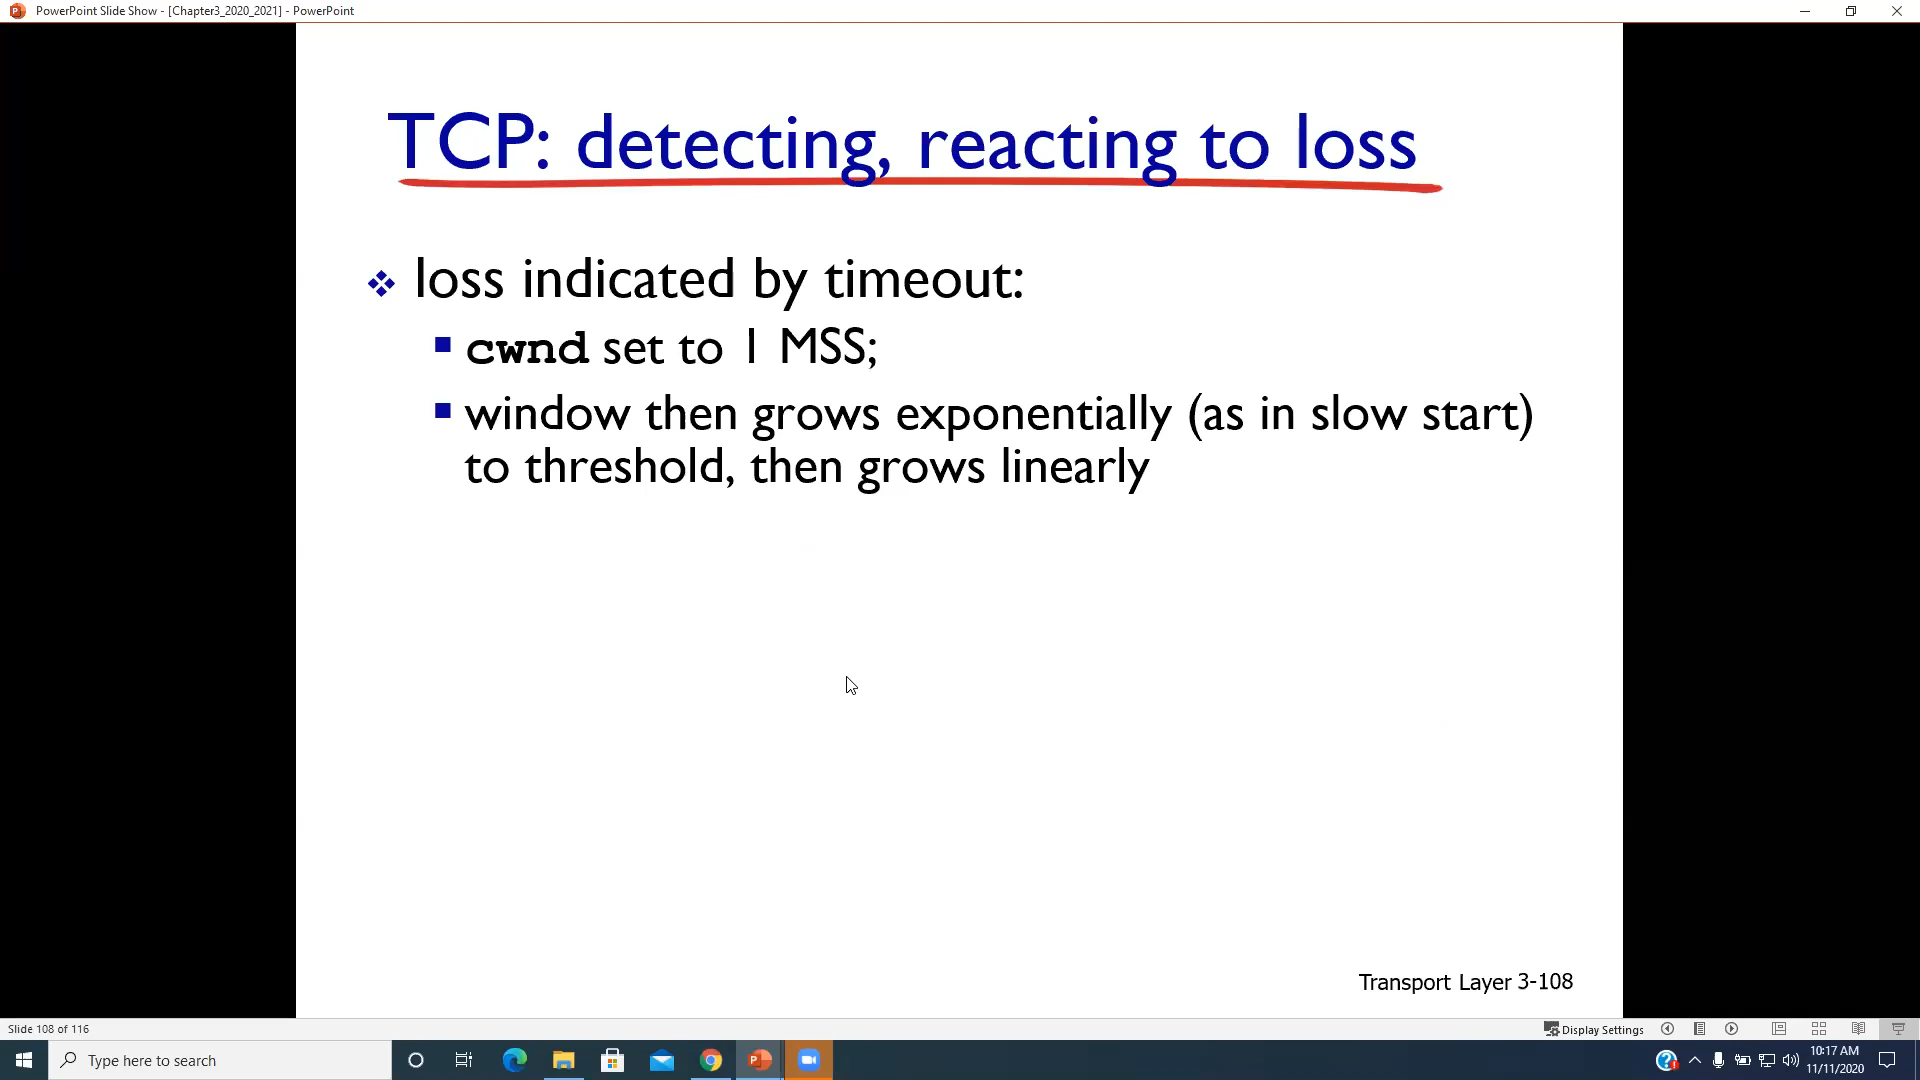 PowerPoint Slide Show - [Chapter3_2020_2021] - PowerPoint
TCP: detecting, reacting to loss
loss indicated by timeout:
cwnd set to 1 MSS;
window then grows exponentially (as in slow start)
to threshold, then grows linearly
Transport Layer 3-108
Slide 108 of 116
Display Settings
Type here to search
10:17 AM
11/11/2020